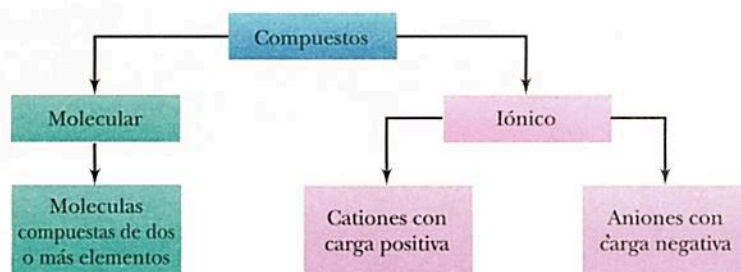 Compuestos
Molecular
Iónico
Moleculas
compuestas de dos
o más elementos
Cationes con
carga positiva
Aniones con
carga negativa